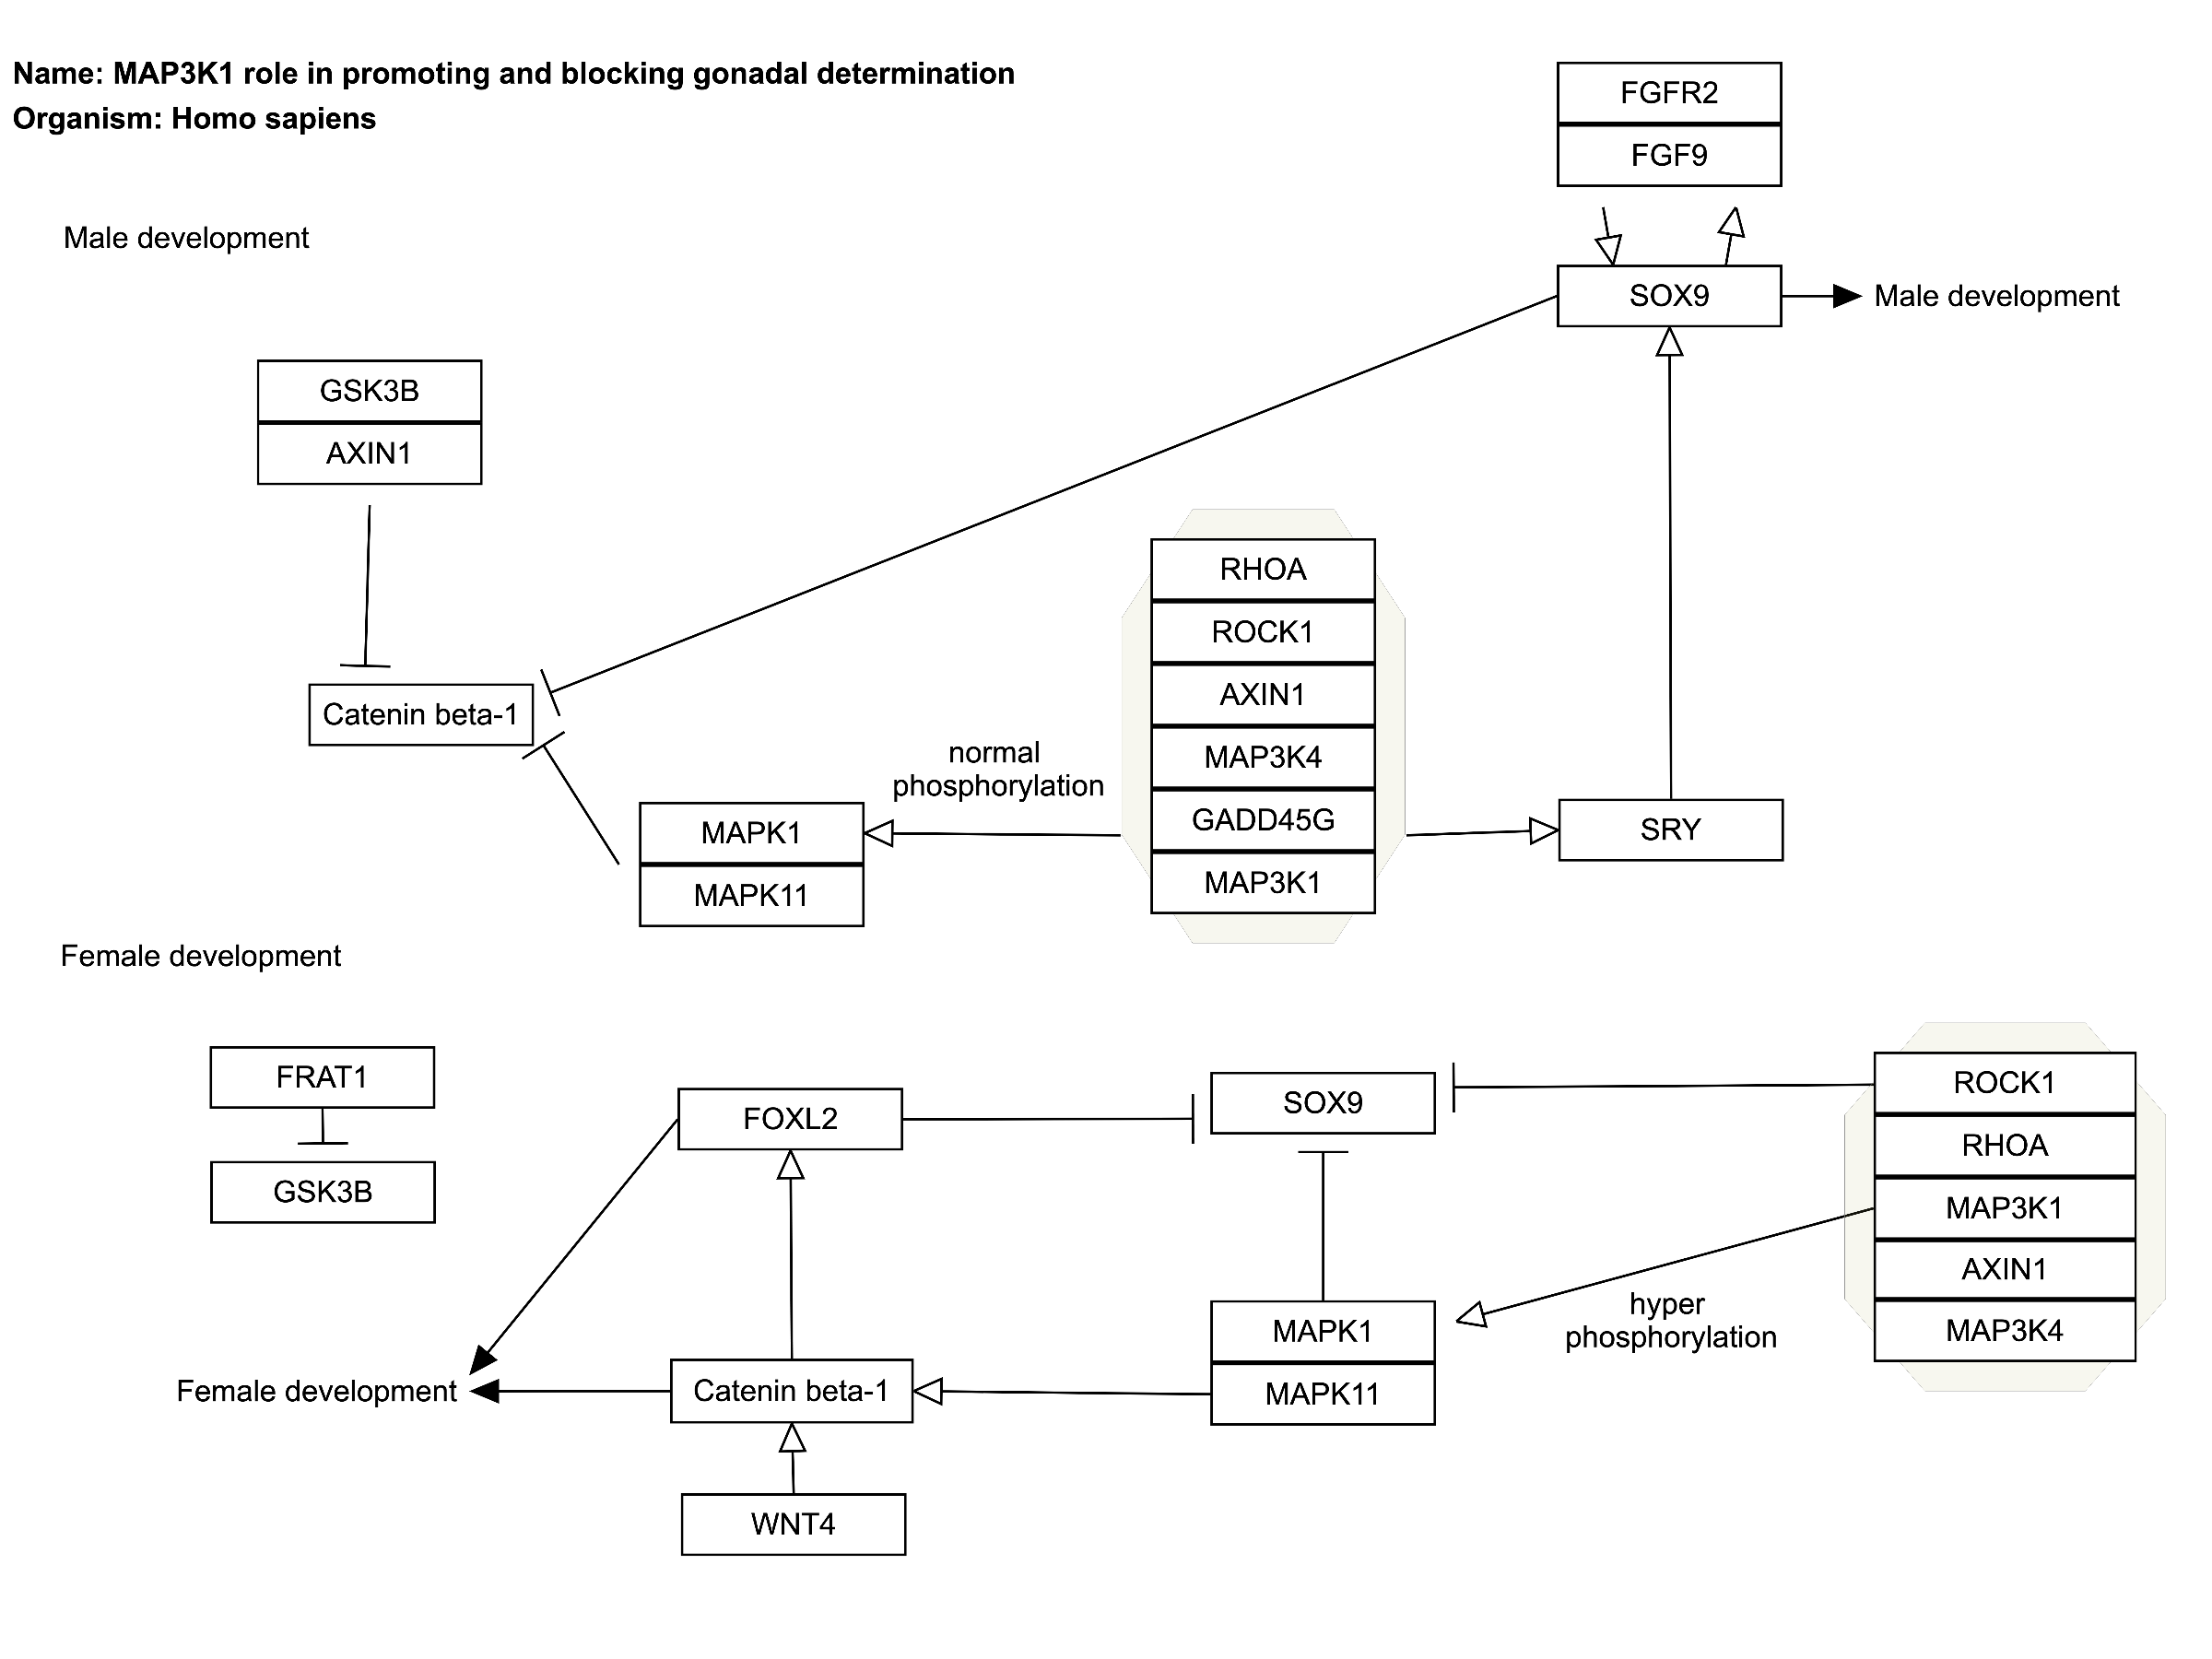 Name: MAP3K1 role in promoting and blocking gonadal determination
Organism: Homo sapiens
FGFR2
FGF9
Male development
SOX9
Male development
GSK3B
AXIN1
RHOA
ROCK1
AXIN1
MAP3K4
GADD45G
MAP3K1
Catenin beta-1
normal
phosphorylation
MAPK1
MAPK11
SRY
Female development
FRAT1
GSK3B
FOXL2
SOX9
ROCK1
RHOA
MAP3K1
AXIN1
MAP3K4
hyper
phosphorylation
MAPK1
MAPK11
Female development
Catenin beta-1
WNT4